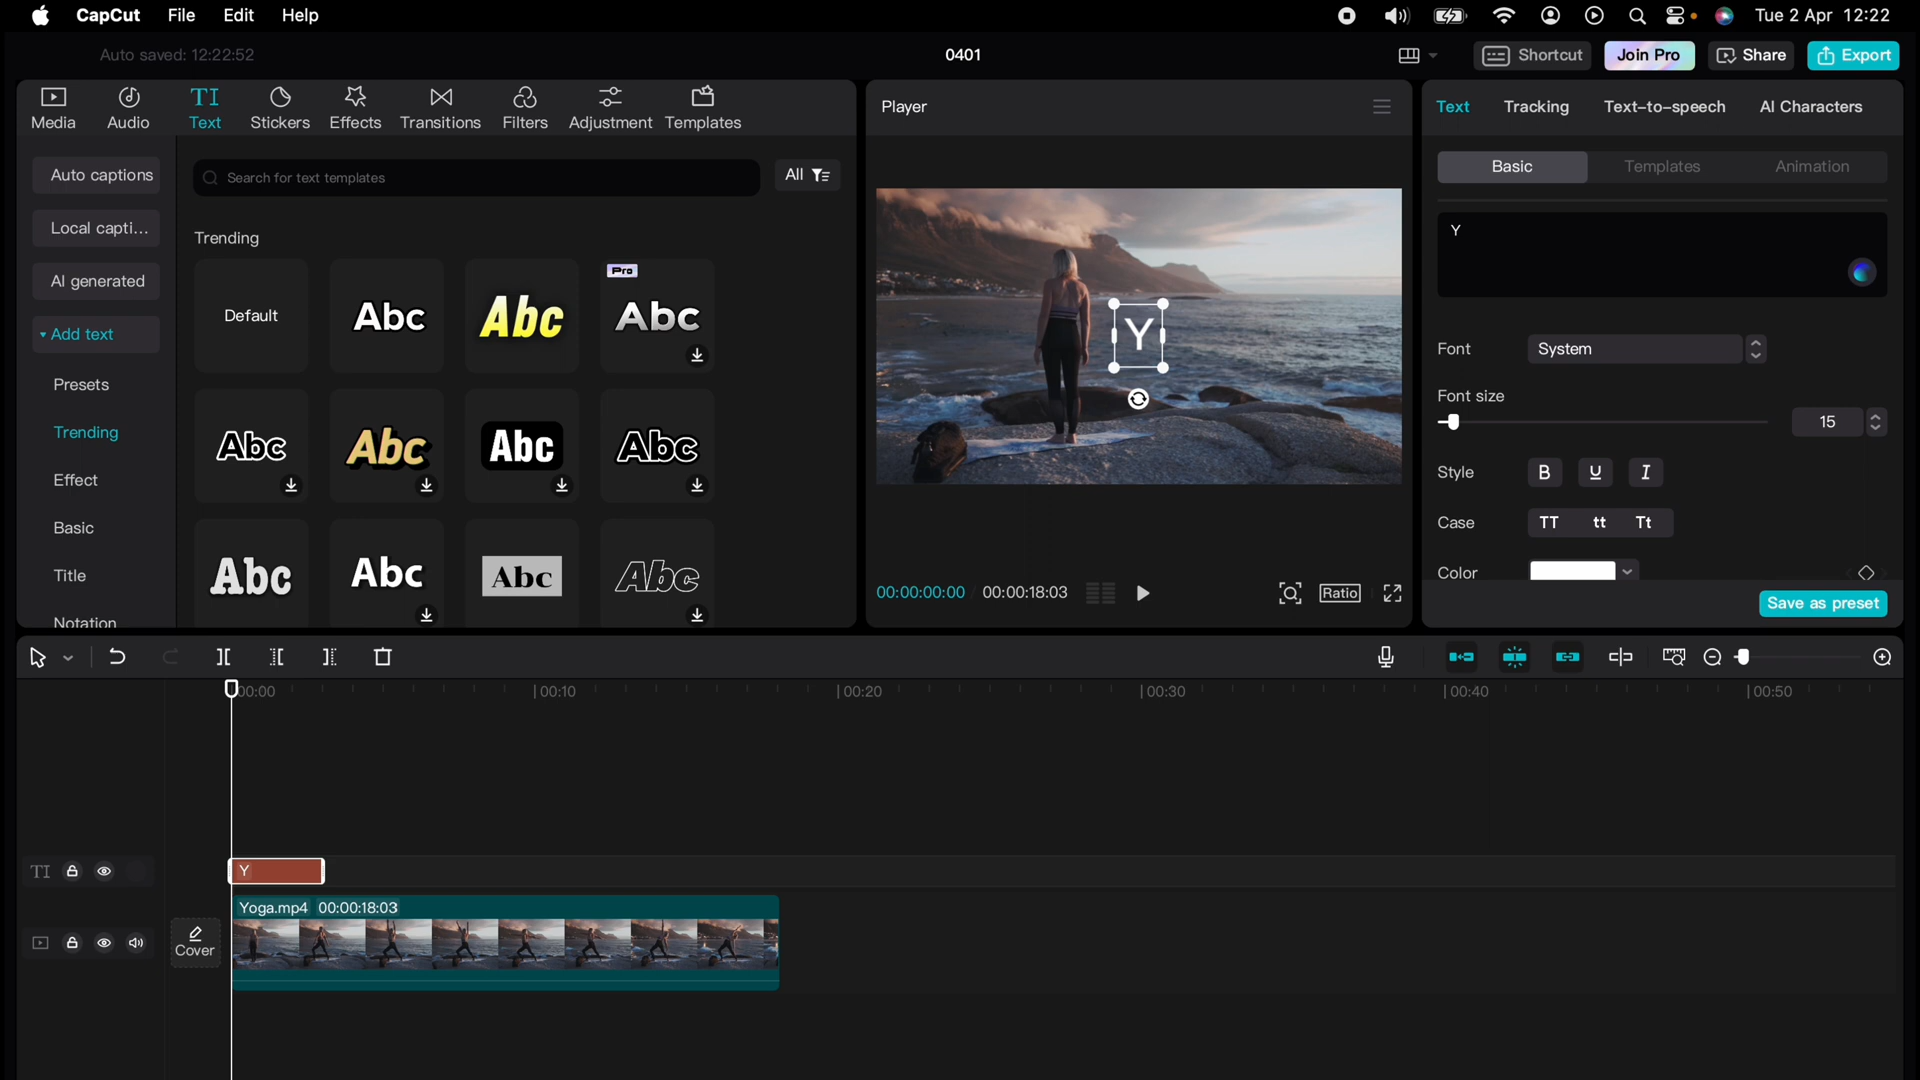 CapCut File Edit Help Tue 2 Apr 12:22
Auto saved: 12:22:52 0401 Shortcut Join Pro Share Export
Media Audio TI Text Stickers Effects Transitions Filters Adjustment Templates
Player
Text Tracking Text-to-speech AI Characters
Auto captions
Local capti...
AI generated
Add text
Presets
Trending
Effect
Basic
Title
Notation
Search for text templates All
Trending
Default Abc Abc Pro Abc
Abc Abc Abc Abc
Abc Abc Abc Abc
Y
00:00:00:00 / 00:00:18:03 Ratio
Basic Templates Animation
Y
Font System
Font size
15
Style B U I
Case TT tt Tt
Color
Save as preset
00:00 00:10 00:20 00:30 00:40 00:50
TI Y
Yoga.mp4 00:00:18:03
Cover